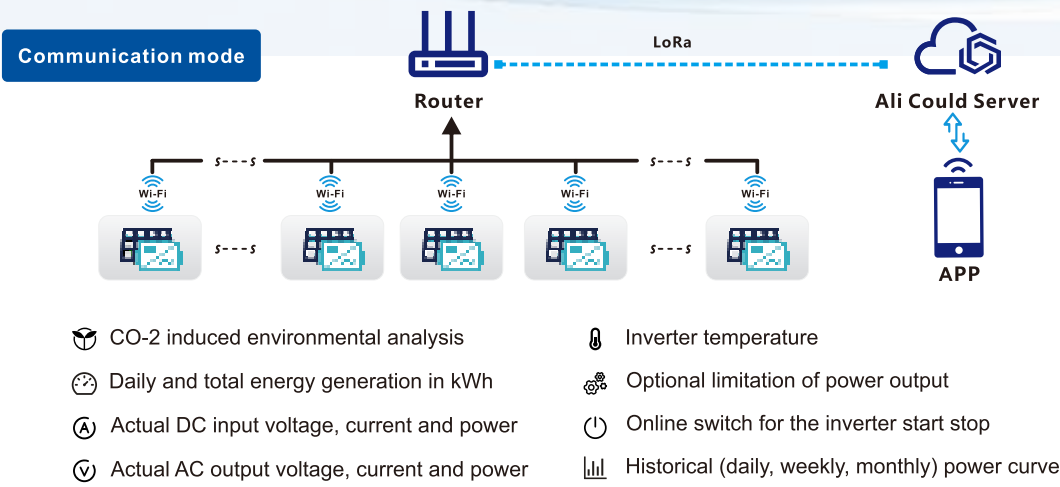 Communication mode
LoRa
Router
Ali Could Server
s---s
s---s
Wi-Fi
Wi-Fi
Wi-Fi
Wi-Fi
Wi-Fi
s---s
s---s
APP
CO-2 induced environmental analysis
Daily and total energy generation in kWh
A Actual DC input voltage, current and power
V Actual AC output voltage, current and power
Inverter temperature
Optional limitation of power output
Online switch for the inverter start stop
Historical (daily, weekly, monthly) power curve